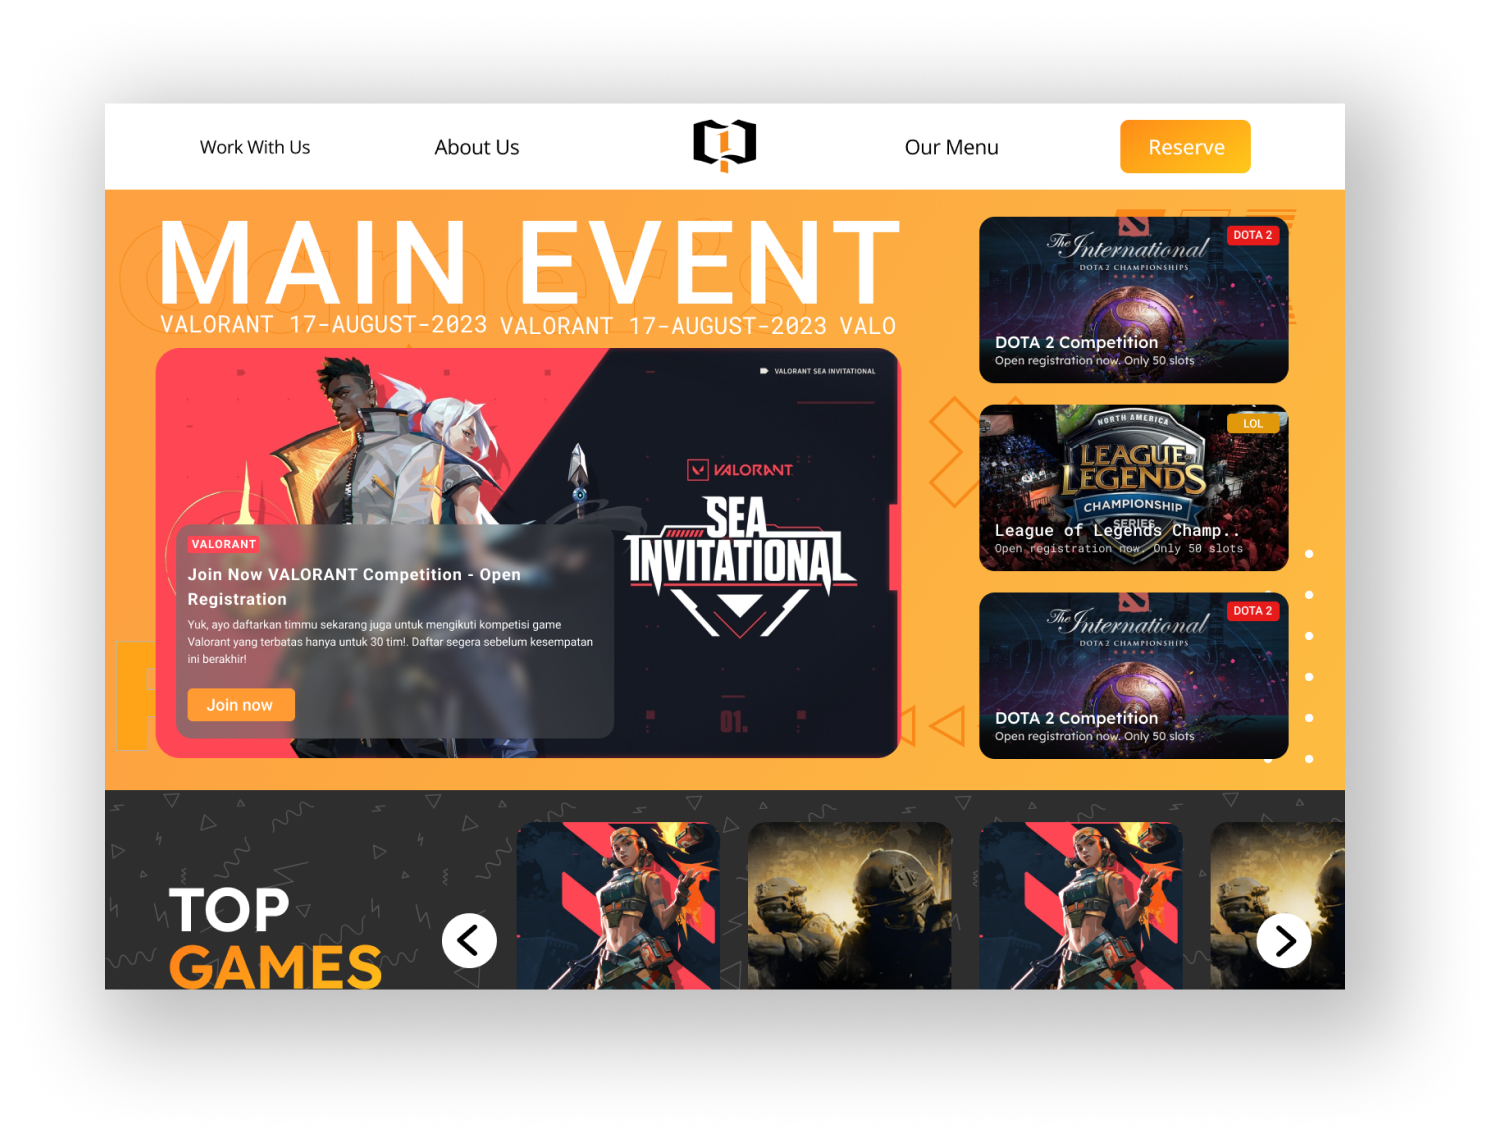 Work With Us
About Us
Our Menu
Reserve
MAIN EVENT
VALORANT 17-AUGUST-2023 VALORANT 17-AUGUST-2023 VALO
VALORANT SEA INVITATIONAL
VALORANT
SEA
INVITATIONAL
01.
VALORANT
Join Now VALORANT Competition - Open
Registration
Yuk, ayo daftarkan timmu sekarang juga untuk mengikuti kompetisi game
Valorant yang terbatas hanya untuk 30 tim!. Daftar segera sebelum kesempatan
ini berakhir!
Join now
DOTA 2
The International
DOTA 2 CHAMPIONSHIPS
DOTA 2 Competition
Open registration now. Only 50 slots
LOL
NORTH AMERICA
LEAGUE
OF
LEGENDS
CHAMPIONSHIP
SERIES
League of Legends Champ..
Open registration now. Only 50 slots
DOTA 2
The International
DOTA 2 CHAMPIONSHIPS
DOTA 2 Competition
Open registration now. Only 50 slots
TOP
GAMES